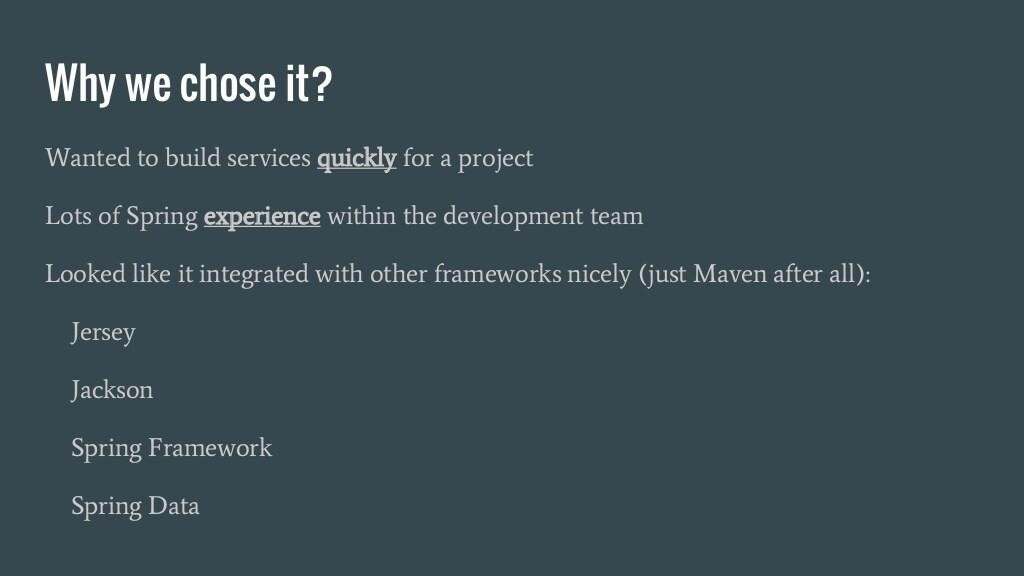 Why we chose it?
Wanted to build services quickly for a project
Lots of Spring experience within the development team
Looked like it integrated with other frameworks nicely (just Maven after all):
Jersey
Jackson
Spring Framework
Spring Data